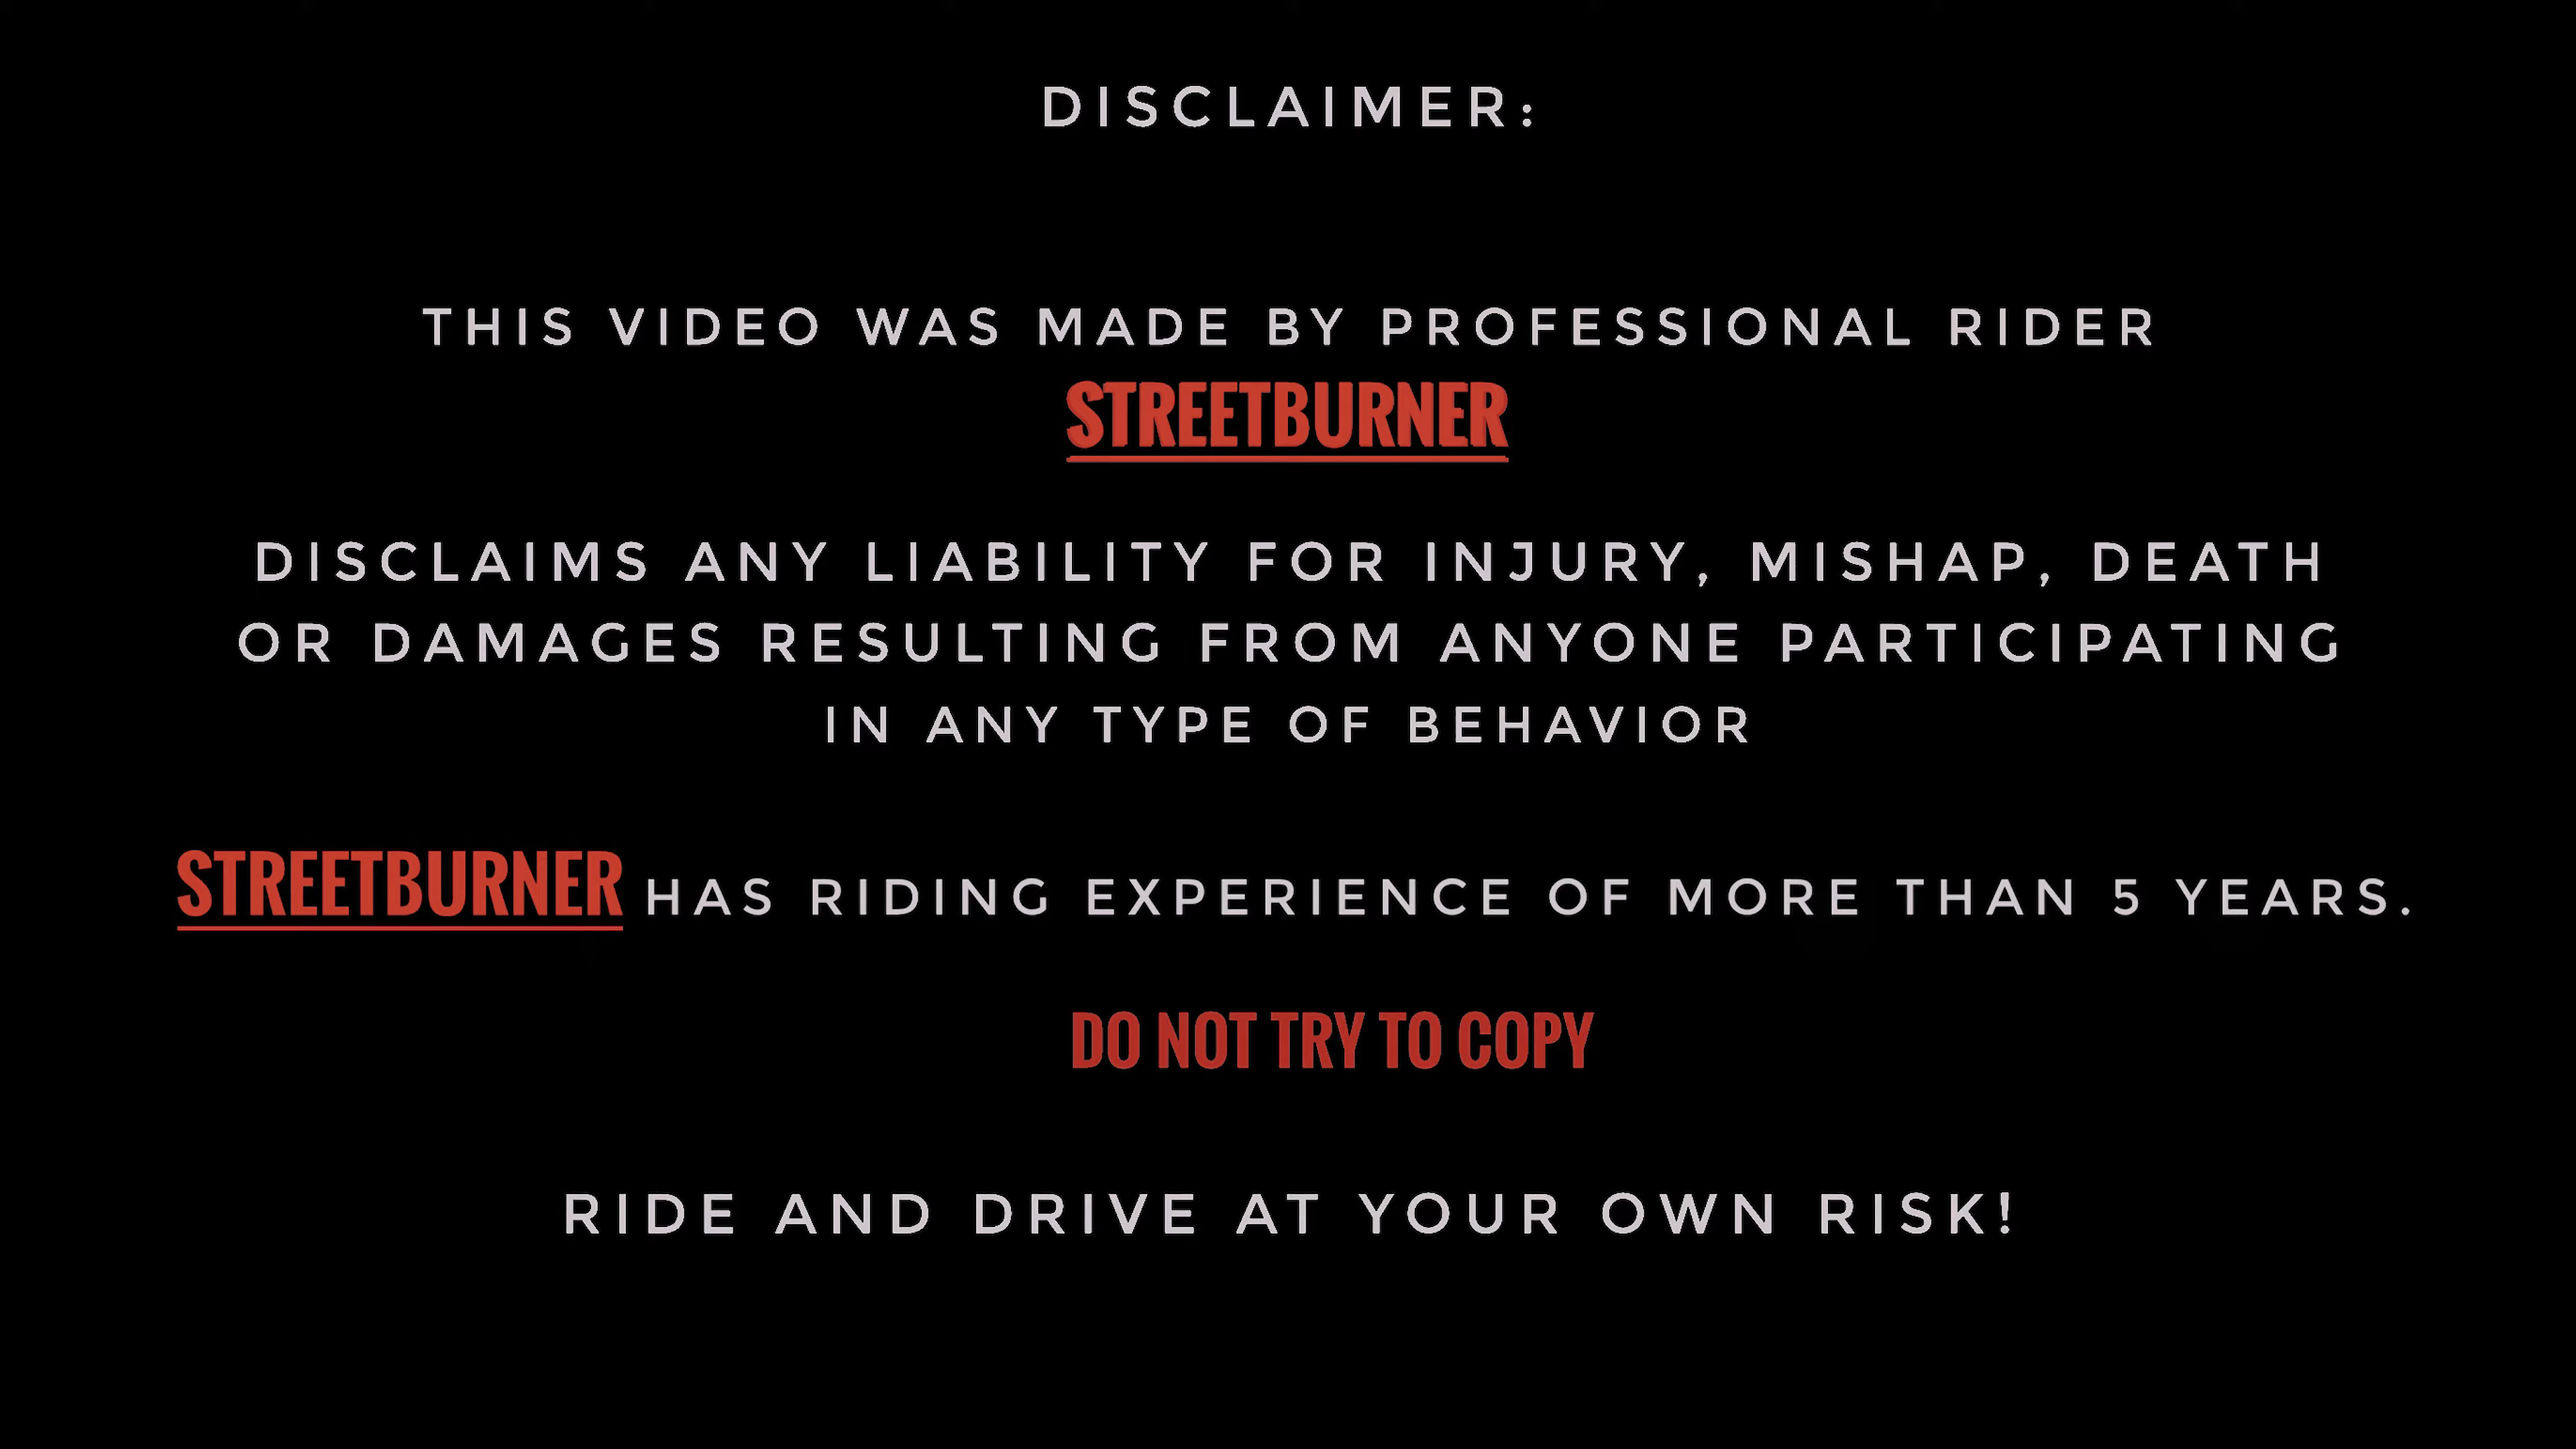 DISCLAIMER:
THIS VIDEO WAS MADE BY PROFESSIONAL RIDER
STREETBURNER
DISCLAIMS ANY LIABILITY FOR INJURY, MISHAP, DEATH
OR DAMAGES RESULTING FROM ANYONE PARTICIPATING
IN ANY TYPE OF BEHAVIOR
STREETBURNER HAS RIDING EXPERIENCE OF MORE THAN 5 YEARS.
DO NOT TRY TO COPY
RIDE AND DRIVE AT YOUR OWN RISK!